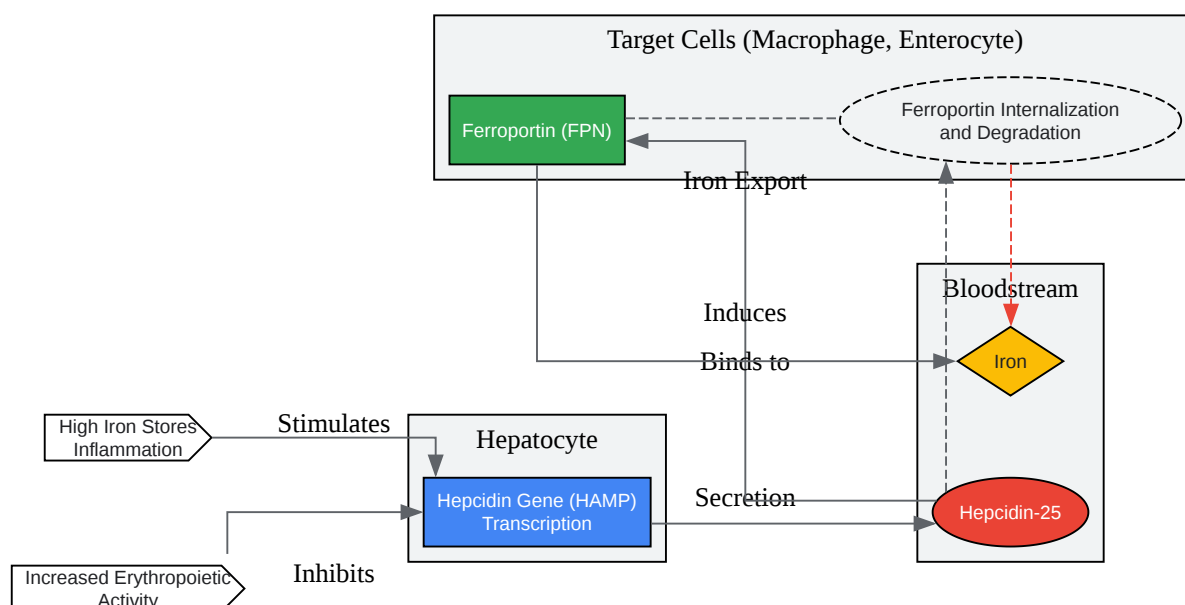 Target Cells (Macrophage, Enterocyte)
Ferroportin (FPN)
Ferroportin Internalization
and Degradation
Iron Export
Bloodstream
Induces
Binds to
Iron
High Iron Stores
Inflammation
Stimulates
Hepatocyte
Hepcidin Gene (HAMP)
Transcription
Secretion
Hepcidin-25
Increased Erythropoietic
Activity
Inhibits